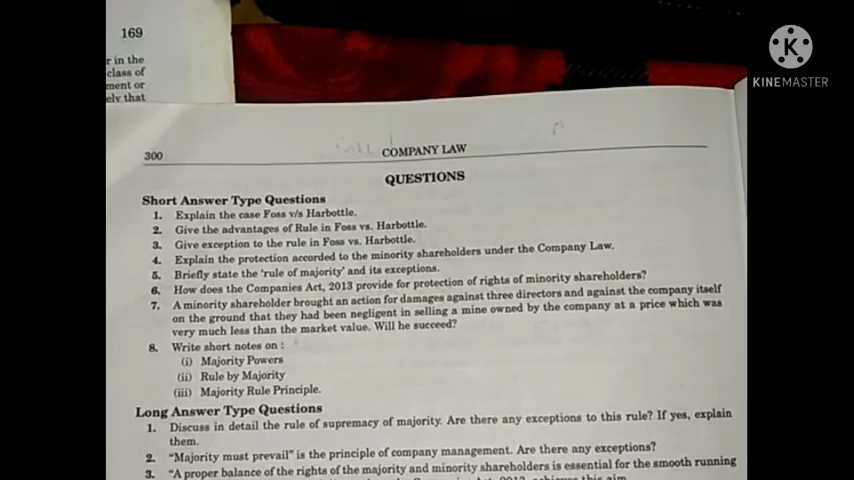 169
r in the
class of
ment or
ely that
K
KINEMASTER
300
COMPANY LAW
QUESTIONS
Short Answer Type Questions
1. Explain the case Foss v/s Harbottle.
2. Give the advantages of Rule in Foss vs. Harbottle.
3. Give exception to the rule in Foss vs. Harbottle.
4. Explain the protection accorded to the minority shareholders under the Company Law.
5. Briefly state the 'rule of majority' and its exceptions.
6. How does the Companies Act, 2013 provide for protection of rights of minority shareholders?
7. A minority shareholder brought an action for damages against three directors and against the company itself
on the ground that they had been negligent in selling a mine owned by the company at a price which was
very much less than the market value. Will he succeed?
8. Write short notes on :
(i) Majority Powers
(ii) Rule by Majority
(iii) Majority Rule Principle.
Long Answer Type Questions
1. Discuss in detail the rule of supremacy of majority. Are there any exceptions to this rule? If yes, explain
them.
2. "Majority must prevail" is the principle of company management. Are there any exceptions?
3. "A proper balance of the rights of the majority and minority shareholders is essential for the smooth running